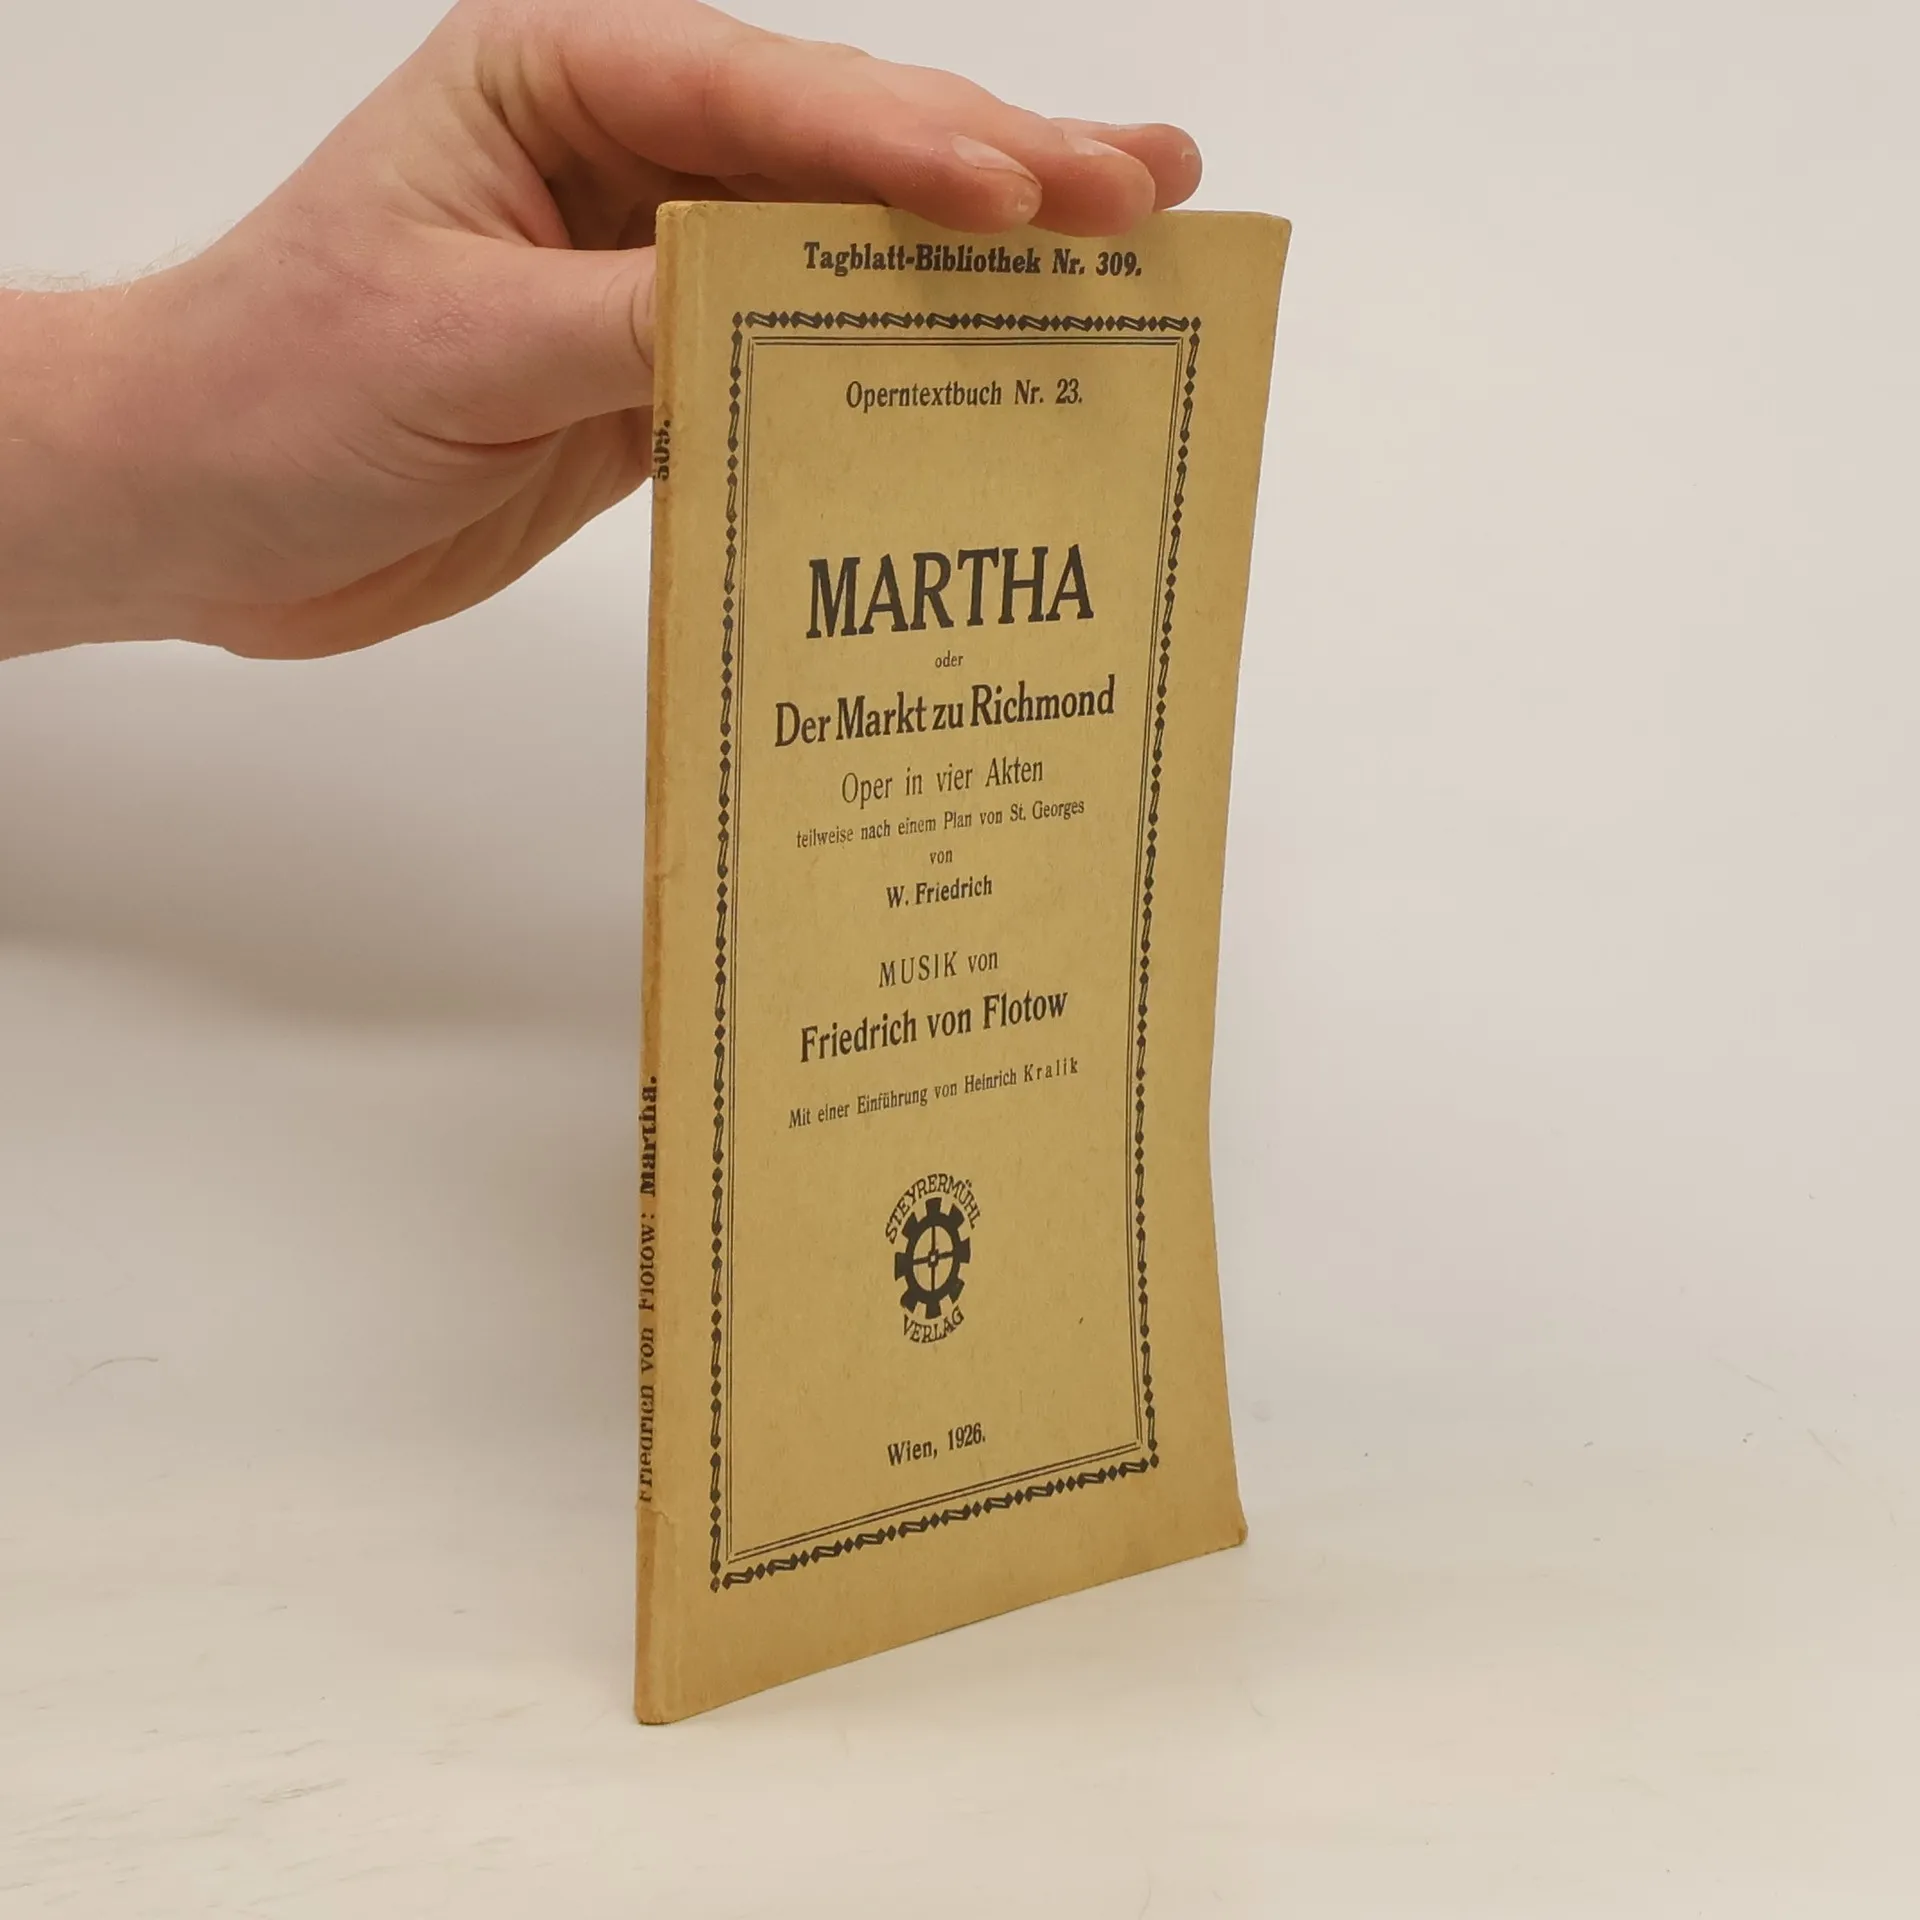 Tagblatt-Bibliothek Nr. 309.
Operntextbuch Nr. 23.
MARTHA
oder
Der Markt zu Richmond
Oper in vier Akten
teilweise nach einem Plan von St. Georges
von
W. Friedrich
MUSIK von
Friedrich von Flotow
Mit einer Einführung von Heinrich Kralik
STEYRERMÜHL
VERLAG
Wien, 1926.
309.
Friedrich von Flotow: Martha.